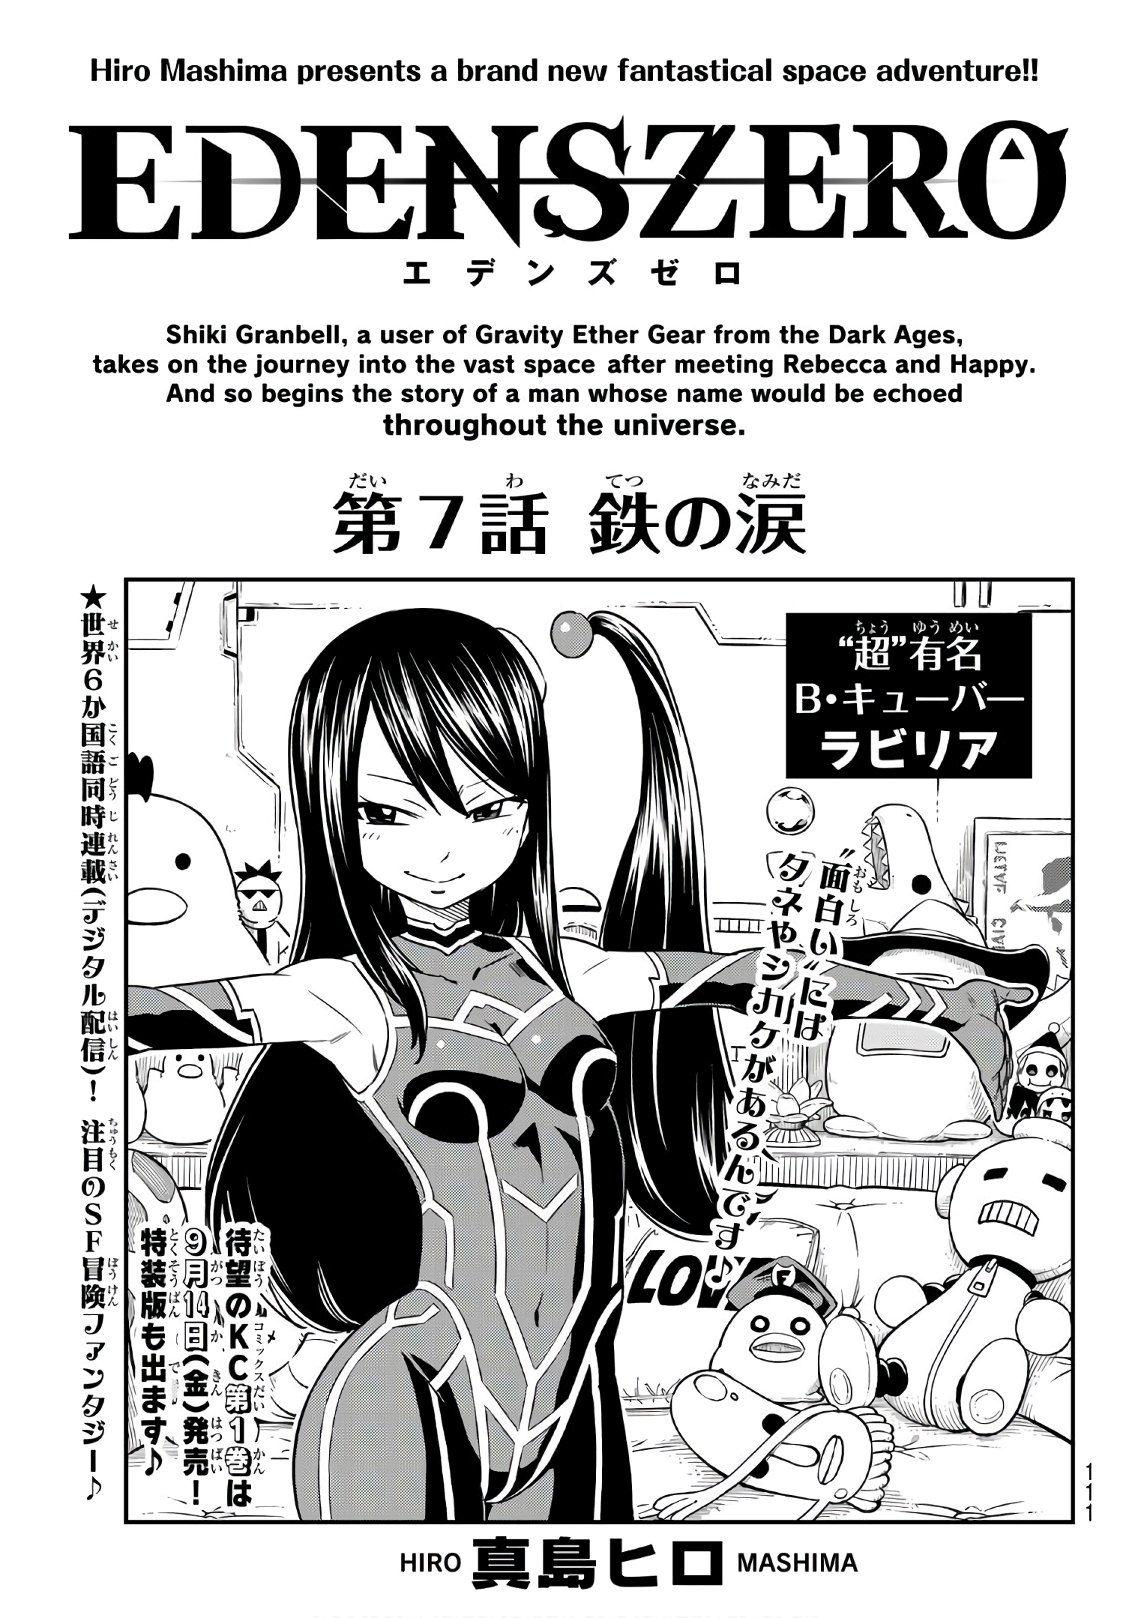 Hiro Mashima presents a brand new fantastical space adventure!!
EDENSZERO
エデンズゼロ
Shiki Granbell, a user of Gravity Ether Gear from the Dark Ages,
takes on the journey into the vast space after meeting Rebecca and Happy.
And so begins the story of a man whose name would be echoed
throughout the universe.
第7話 鉄の涙
“超”有名
B・キューバー
ラビリア
〝面白い〟には
タネやシカケがあるんです♪
★世界6か国語同時連載(デジタル配信)! 注目のSF冒険ファンタジー♪
待望のKC第1巻は
9月14日(金)発売!
特装版も出ます♪
LOVE
111
HIRO 真島ヒロ MASHIMA